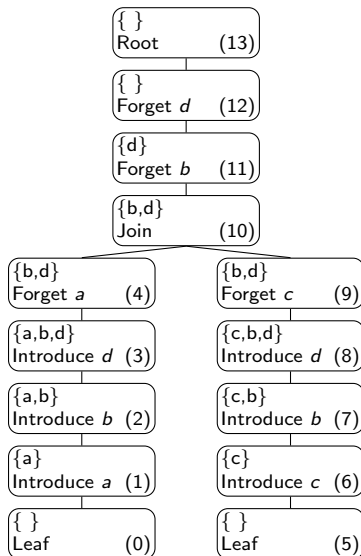 { }
Root (13)
{ }
Forget d (12)
{d}
Forget b (11)
{b,d}
Join (10)
{b,d}
Forget a (4)
{b,d}
Forget c (9)
{a,b,d}
Introduce d (3)
{c,b,d}
Introduce d (8)
{a,b}
Introduce b (2)
{c,b}
Introduce b (7)
{a}
Introduce a (1)
{c}
Introduce c (6)
{ }
Leaf (0)
{ }
Leaf (5)